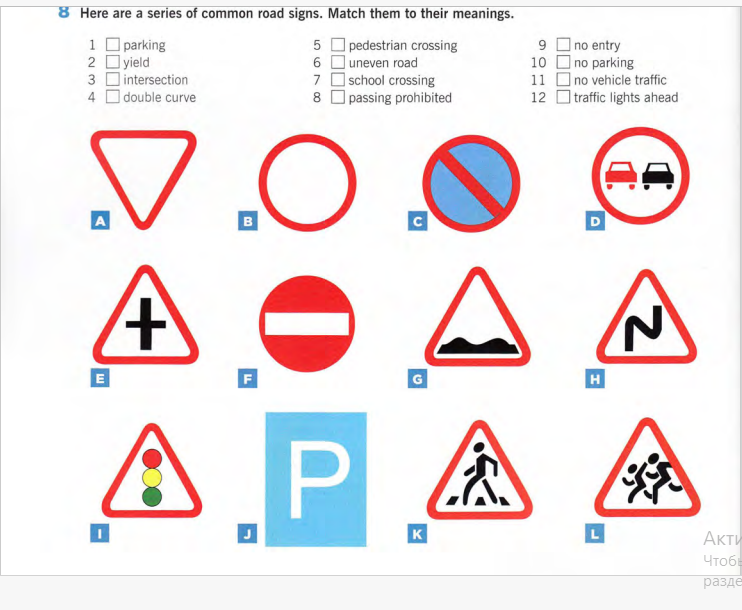 8 Here are a series of common road signs. Match them to their meanings.
1 parking
2 yield
3 intersection
4 double curve
5 pedestrian crossing
6 uneven road
7 school crossing
8 passing prohibited
9 no entry
10 no parking
11 no vehicle traffic
12 traffic lights ahead
A
B
C
D
E
F
G
H
I
J
P
K
L
Акти
Чтобы
разде